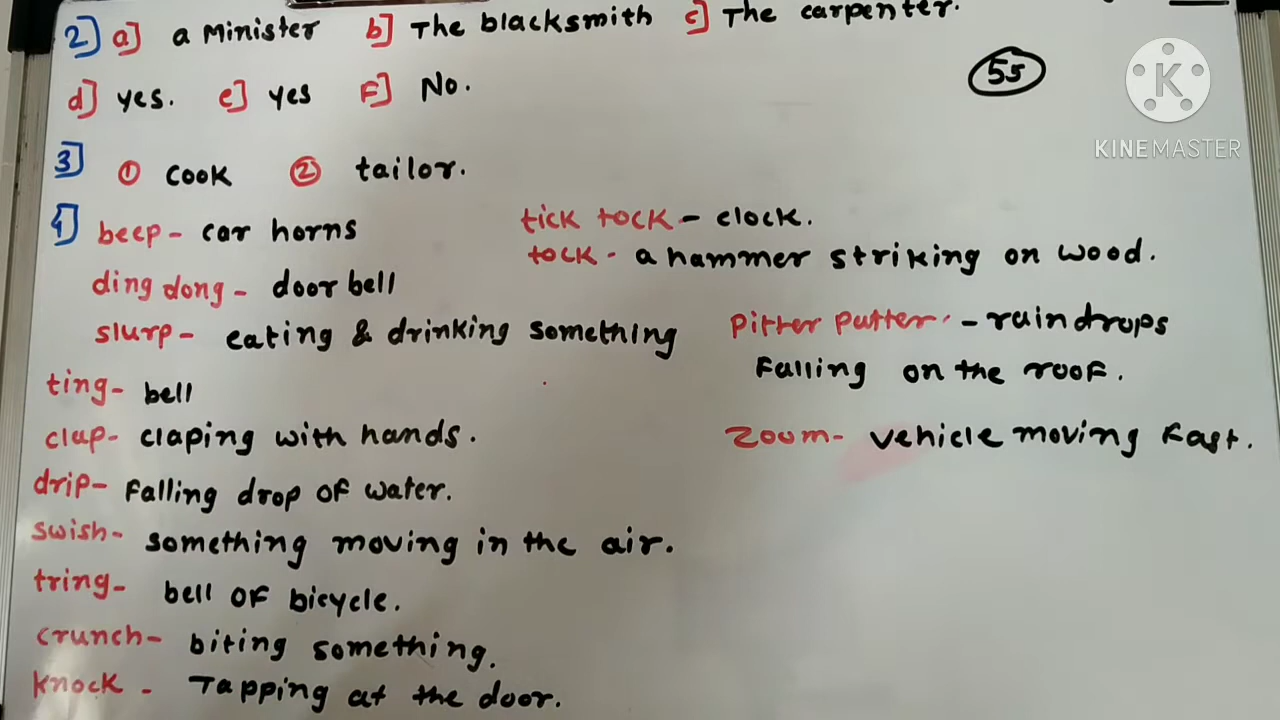 2] a] a Minister b] The blacksmith c] The carpenter.
55
d] yes. e] yes F] No.
KINEMASTER
3] ① cook ② tailor.
4] beep - car horns
ding dong - door bell
slurp - eating & drinking something
ting - bell
clap - claping with hands.
drip - Falling drop of water.
swish - something moving in the air.
tring - bell of bicycle.
crunch - biting something.
knock - Tapping at the door.
tick tock - clock.
tock - a hammer striking on wood.
Pitter patter - raindrops
Falling on the roof.
Zoom - vehicle moving Fast.